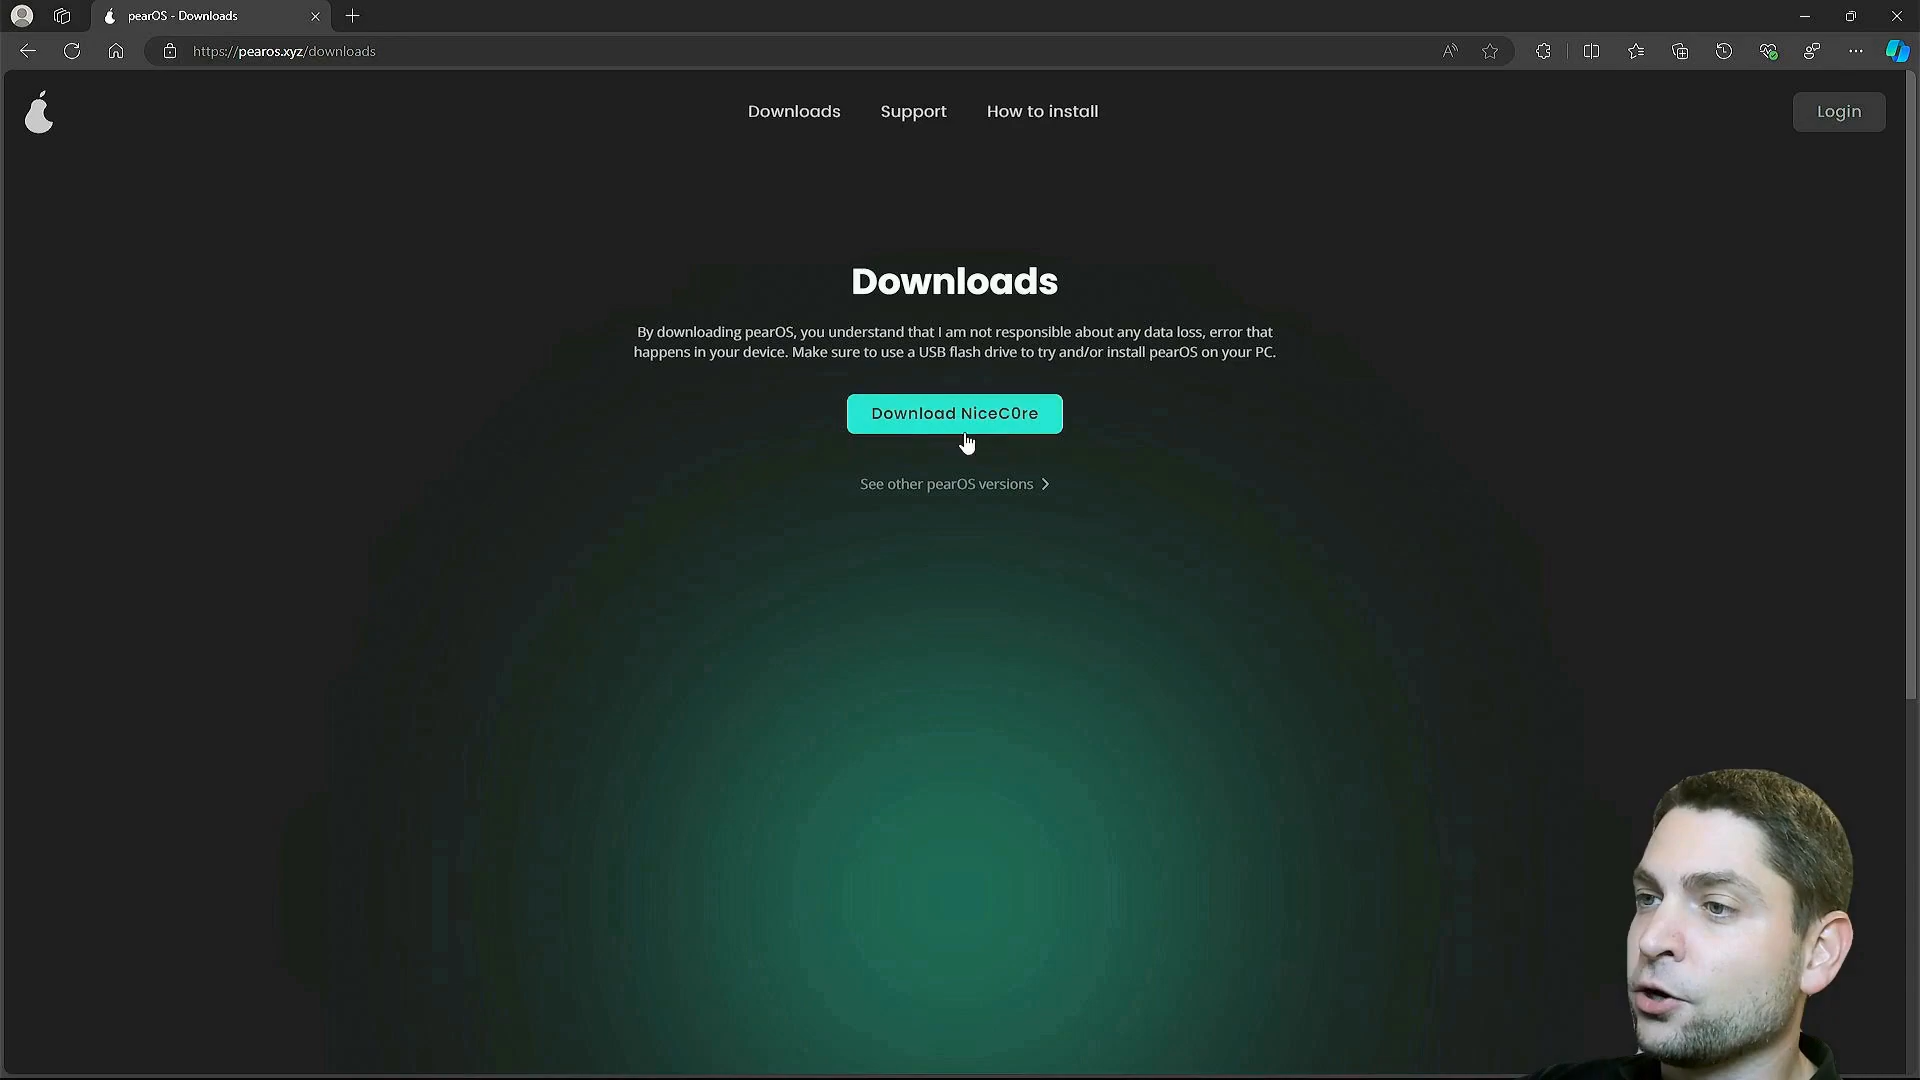 pearOS - Downloads
https://pearos.xyz/downloads
Downloads
Support
How to install
Login
Downloads
By downloading pearOS, you understand that I am not responsible about any data loss, error that
happens in your device. Make sure to use a USB flash drive to try and/or install pearOS on your PC.
Download NiceC0re
See other pearOS versions